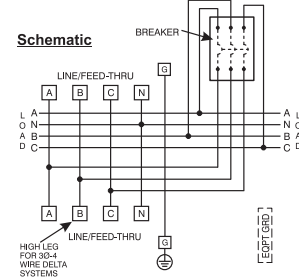 Schematic
BREAKER
LINE/FEED-THRU
G
A B C N
L O A D
A
N
B
C
A
N
B
C
L O D
A B C N
LINE/FEED-THRU
HIGH LEG
FOR 3Ø-4
WIRE DELTA
SYSTEMS
G
EQPT GRD